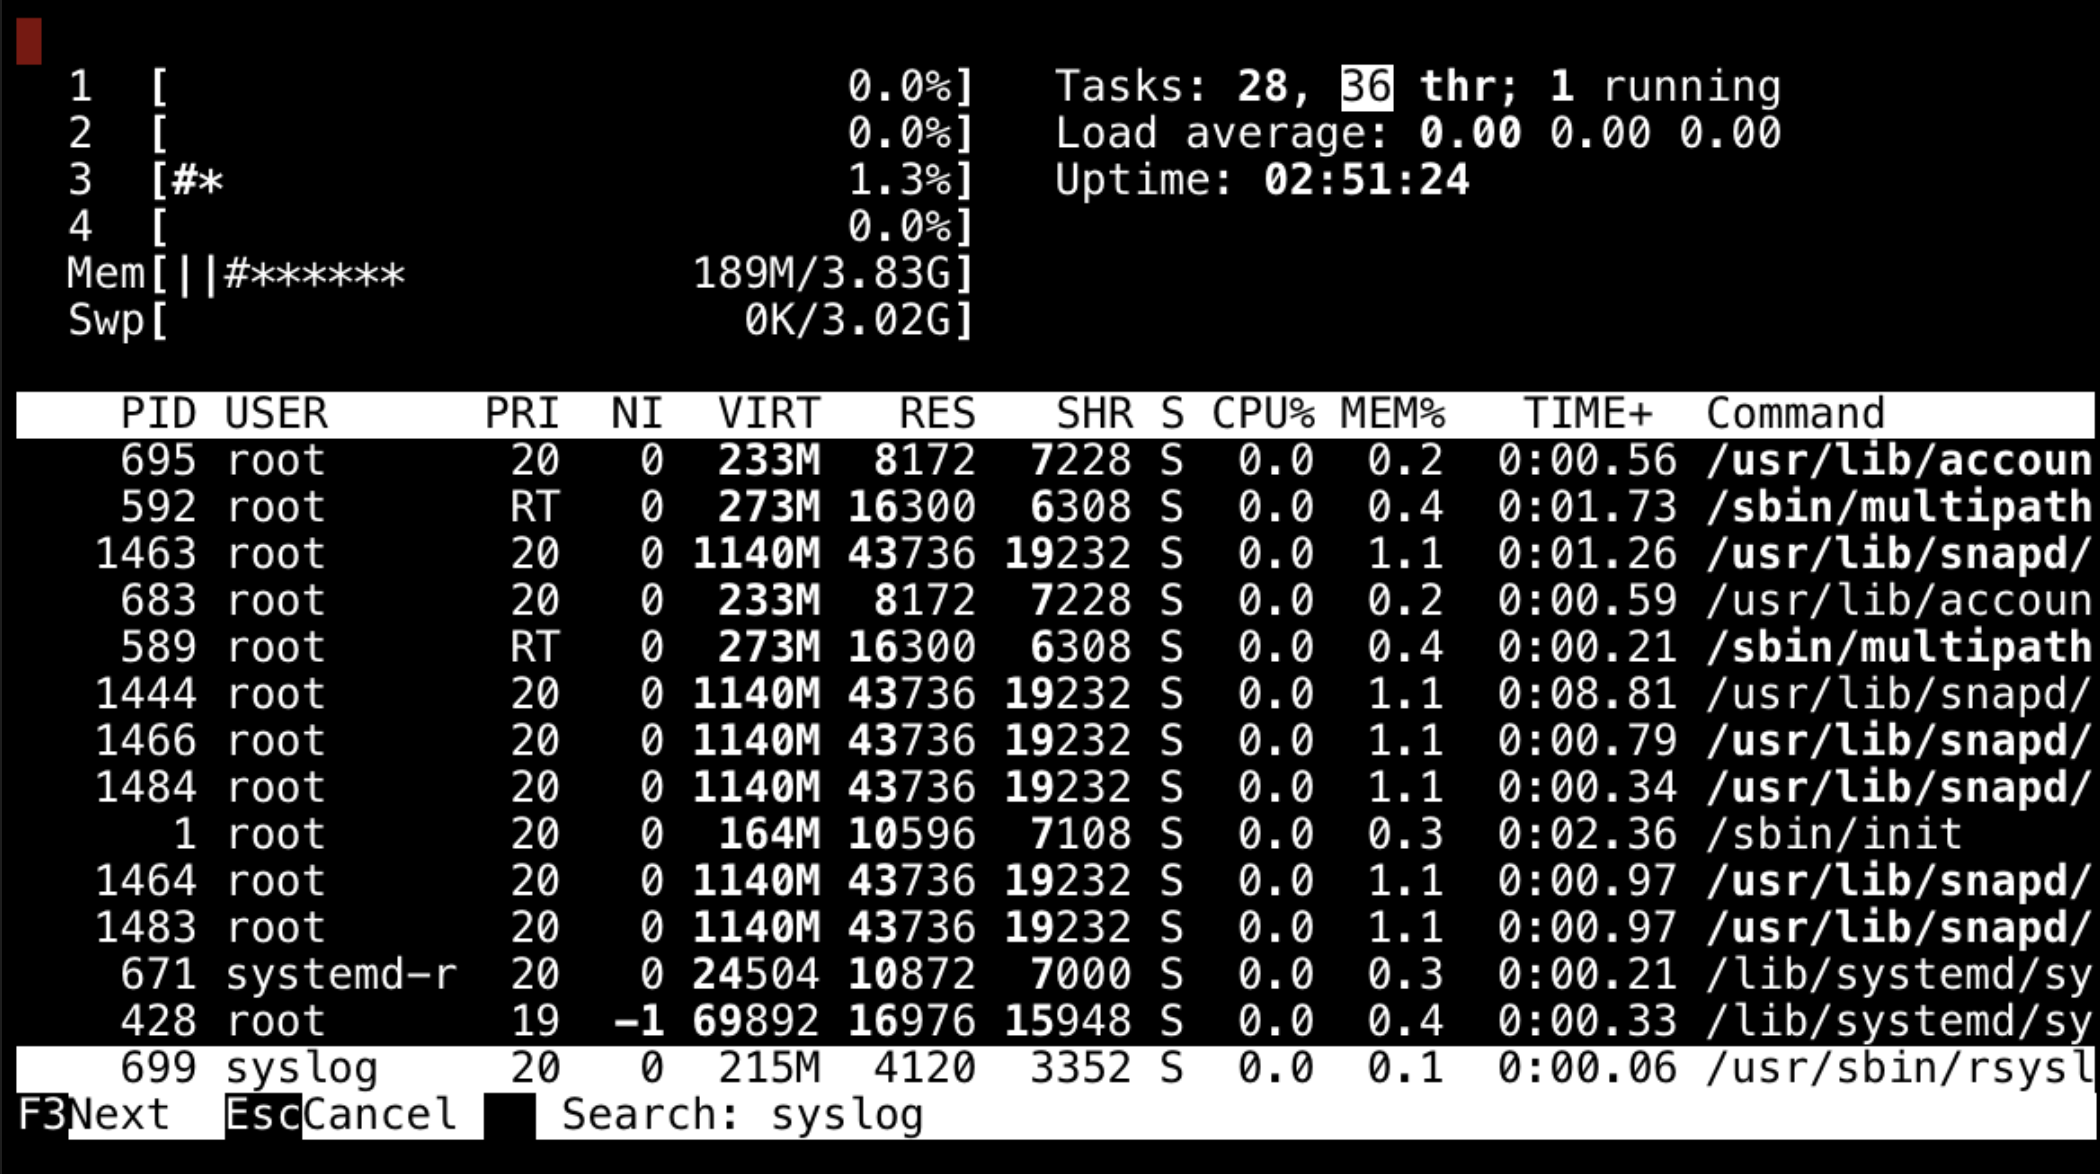 1 [ 0.0%] Tasks: 28, 36 thr; 1 running
2 [ 0.0%] Load average: 0.00 0.00 0.00
3 [#* 1.3%] Uptime: 02:51:24
4 [ 0.0%]
Mem[||#****** 189M/3.83G]
Swp[ 0K/3.02G]
PID USER PRI NI VIRT RES SHR S CPU% MEM% TIME+ Command
695 root 20 0 233M 8172 7228 S 0.0 0.2 0:00.56 /usr/lib/accoun
592 root RT 0 273M 16300 6308 S 0.0 0.4 0:01.73 /sbin/multipath
1463 root 20 0 1140M 43736 19232 S 0.0 1.1 0:01.26 /usr/lib/snapd/
683 root 20 0 233M 8172 7228 S 0.0 0.2 0:00.59 /usr/lib/accoun
589 root RT 0 273M 16300 6308 S 0.0 0.4 0:00.21 /sbin/multipath
1444 root 20 0 1140M 43736 19232 S 0.0 1.1 0:08.81 /usr/lib/snapd/
1466 root 20 0 1140M 43736 19232 S 0.0 1.1 0:00.79 /usr/lib/snapd/
1484 root 20 0 1140M 43736 19232 S 0.0 1.1 0:00.34 /usr/lib/snapd/
1 root 20 0 164M 10596 7108 S 0.0 0.3 0:02.36 /sbin/init
1464 root 20 0 1140M 43736 19232 S 0.0 1.1 0:00.97 /usr/lib/snapd/
1483 root 20 0 1140M 43736 19232 S 0.0 1.1 0:00.97 /usr/lib/snapd/
671 systemd-r 20 0 24504 10872 7000 S 0.0 0.3 0:00.21 /lib/systemd/sy
428 root 19 -1 69892 16976 15948 S 0.0 0.4 0:00.33 /lib/systemd/sy
699 syslog 20 0 215M 4120 3352 S 0.0 0.1 0:00.06 /usr/sbin/rsysl
F3Next EscCancel Search: syslog